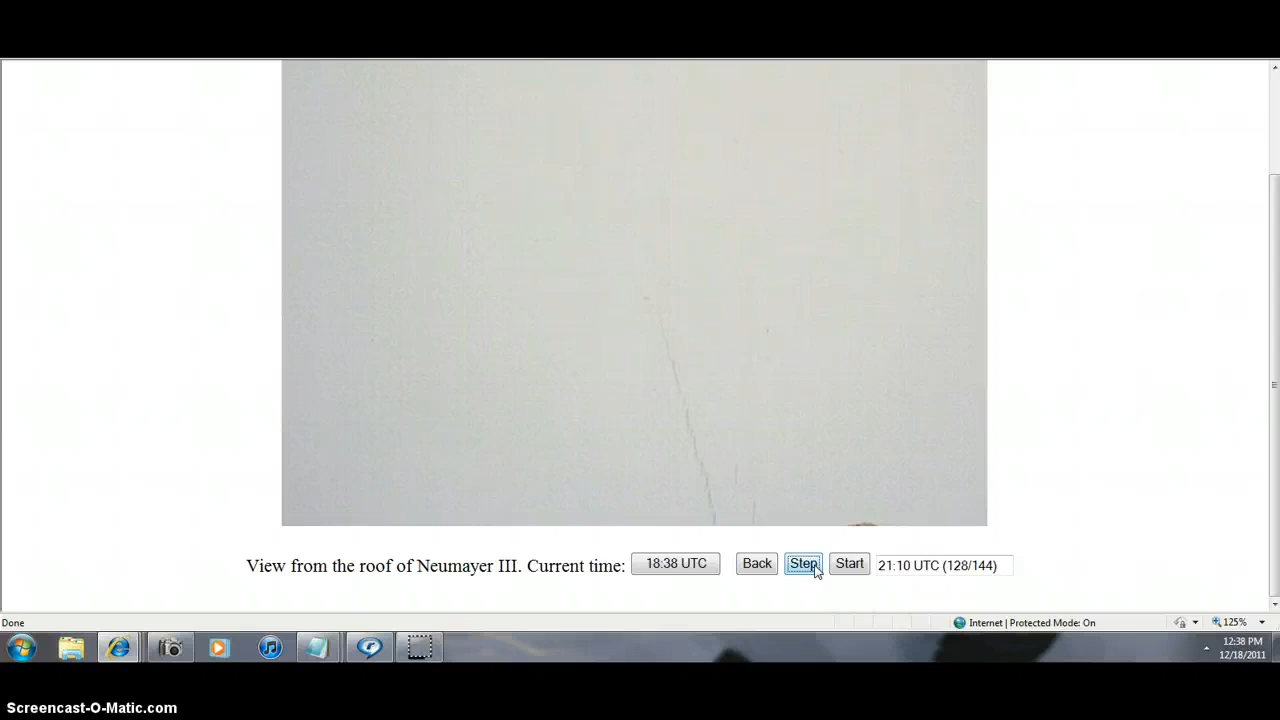 View from the roof of Neumayer III. Current time: 18:38 UTC Back Step Start 21:10 UTC (128/144)
Done Internet | Protected Mode: On 125%
12:38 PM
12/18/2011
Screencast-O-Matic.com